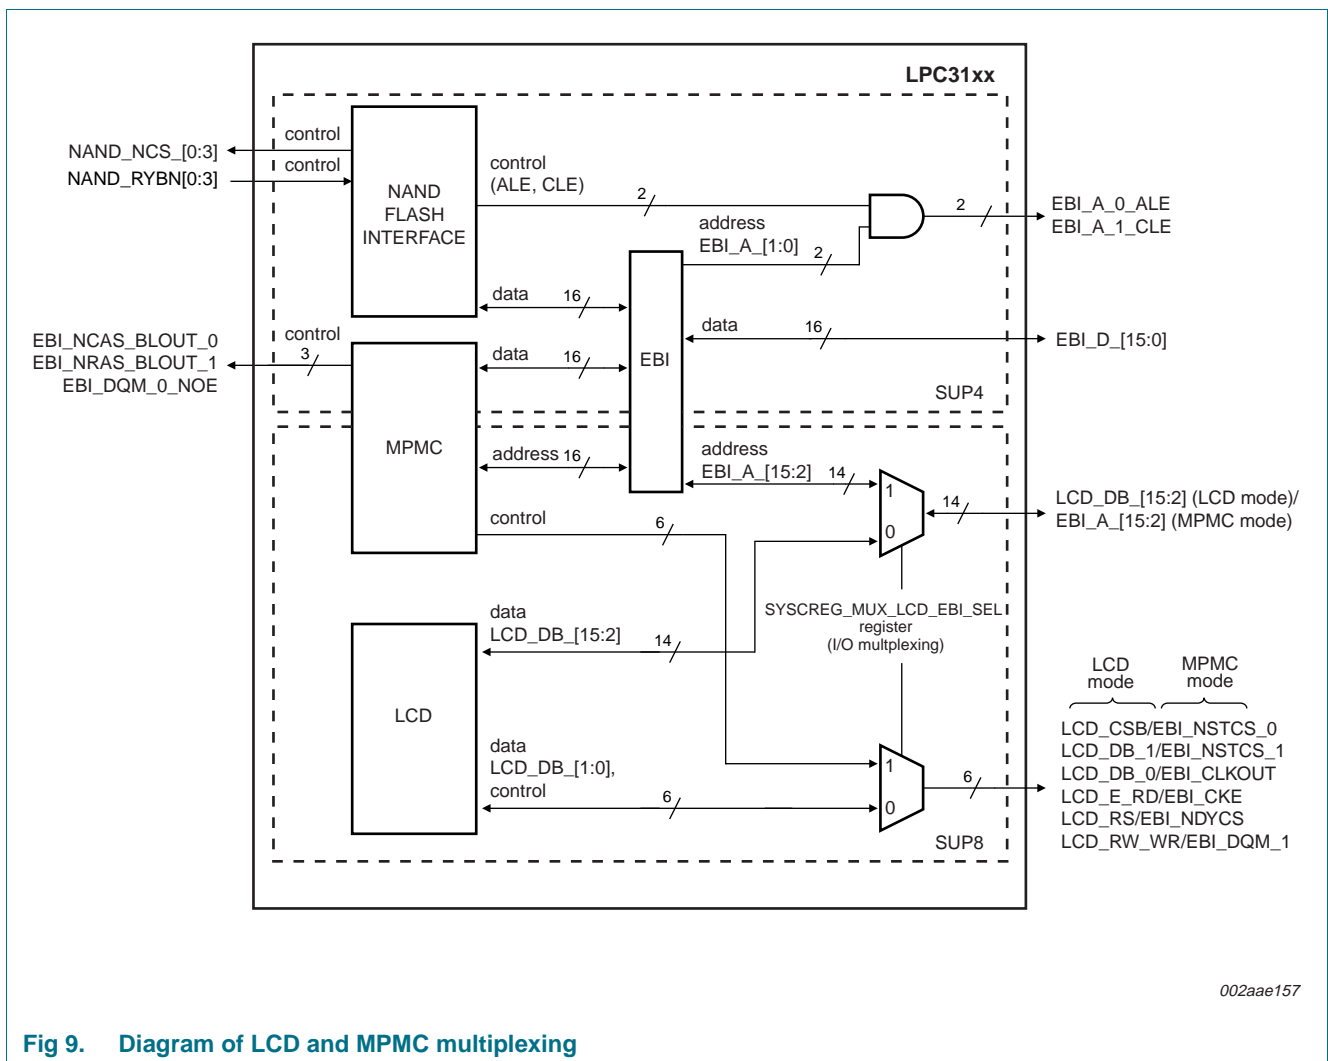 LPC31xx
NAND_NCS_[0:3]
NAND_RYBN[0:3]
control
control
NAND
FLASH
INTERFACE
control
(ALE, CLE)
2
address
EBI_A_[1:0]
2
2
EBI_A_0_ALE
EBI_A_1_CLE
data
16
EBI_NCAS_BLOUT_0
EBI_NRAS_BLOUT_1
EBI_DQM_0_NOE
control
3
data
16
EBI
data
16
EBI_D_[15:0]
SUP4
MPMC
address
16
address
EBI_A_[15:2]
14
1
0
14
LCD_DB_[15:2] (LCD mode)/
EBI_A_[15:2] (MPMC mode)
control
6
SYSCREG_MUX_LCD_EBI_SEL
register
(I/O multplexing)
data
LCD_DB_[15:2]
14
LCD
data
LCD_DB_[1:0],
control
6
1
0
6
SUP8
LCD
mode
MPMC
mode
LCD_CSB/EBI_NSTCS_0
LCD_DB_1/EBI_NSTCS_1
LCD_DB_0/EBI_CLKOUT
LCD_E_RD/EBI_CKE
LCD_RS/EBI_NDYCS
LCD_RW_WR/EBI_DQM_1
002aae157
Fig 9. Diagram of LCD and MPMC multiplexing